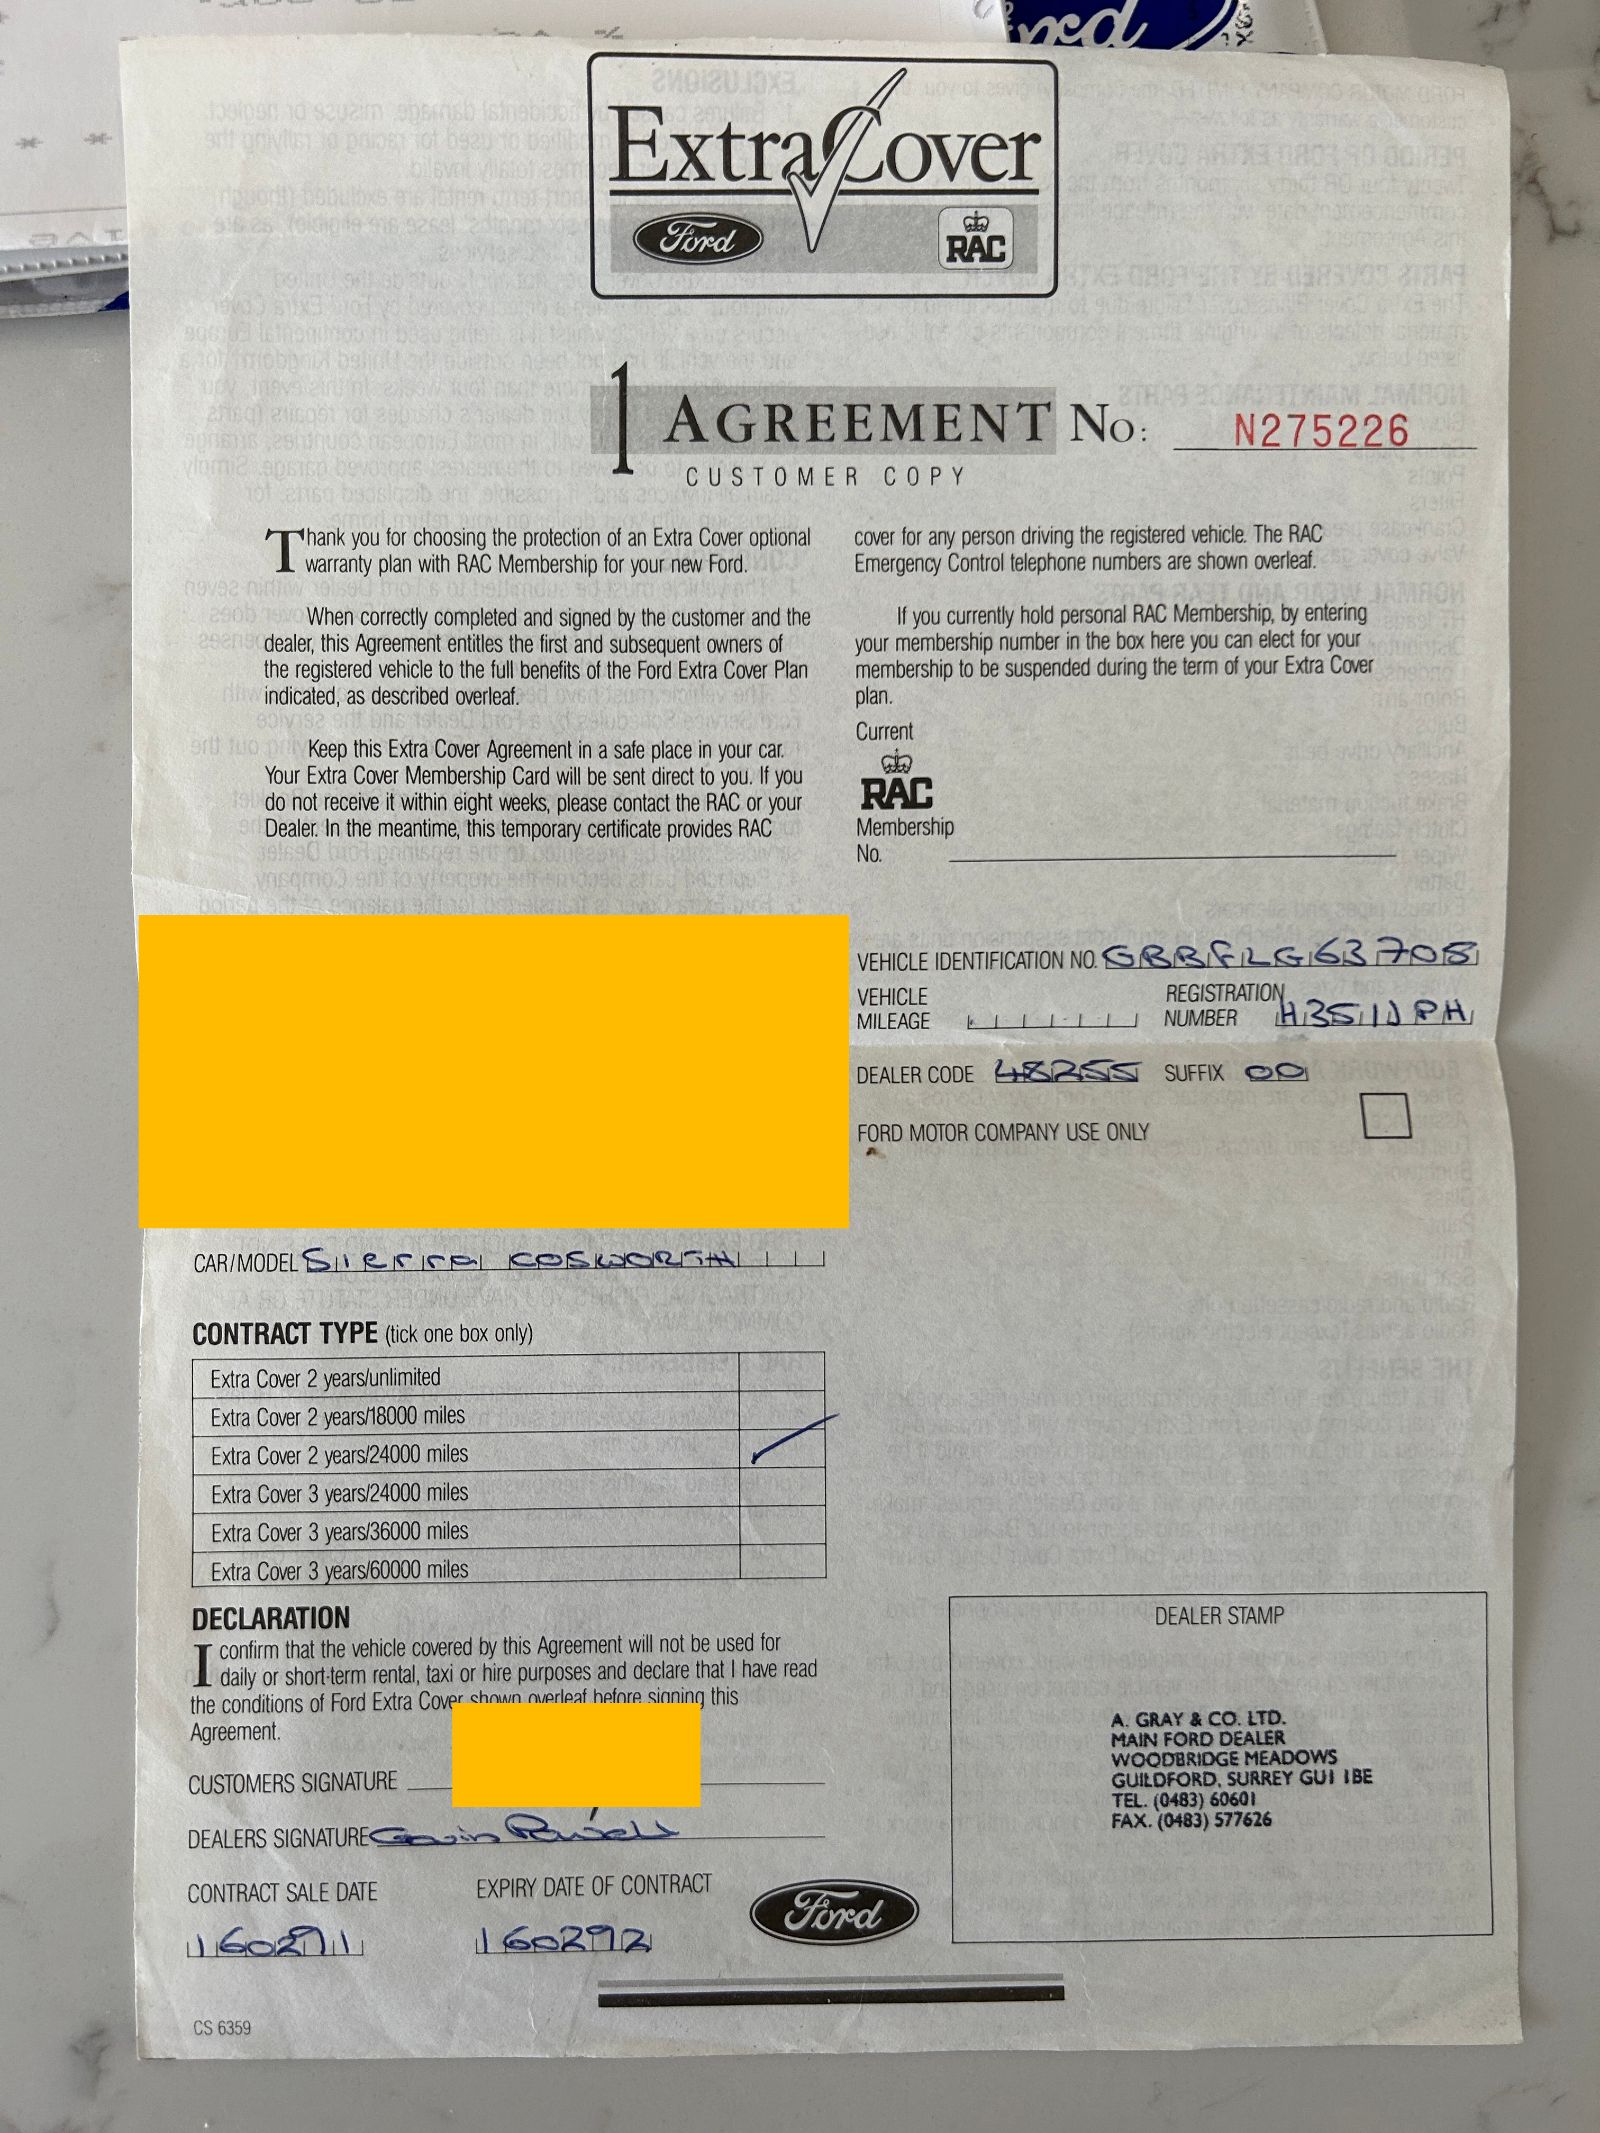 Ford
Extra Cover
Ford
RAC
1 AGREEMENT No: N275226
CUSTOMER COPY
Thank you for choosing the protection of an Extra Cover optional
warranty plan with RAC Membership for your new Ford.
When correctly completed and signed by the customer and the
dealer, this Agreement entitles the first and subsequent owners of
the registered vehicle to the full benefits of the Ford Extra Cover Plan
indicated, as described overleaf.
Keep this Extra Cover Agreement in a safe place in your car.
Your Extra Cover Membership Card will be sent direct to you. If you
do not receive it within eight weeks, please contact the RAC or your
Dealer. In the meantime, this temporary certificate provides RAC
cover for any person driving the registered vehicle. The RAC
Emergency Control telephone numbers are shown overleaf.
If you currently hold personal RAC Membership, by entering
your membership number in the box here you can elect for your
membership to be suspended during the term of your Extra Cover
plan.
Current
RAC
Membership
No.
VEHICLE IDENTIFICATION NO. GBBFLG63708
VEHICLE
MILEAGE
REGISTRATION
NUMBER H351JPH
DEALER CODE 48255 SUFFIX 00
FORD MOTOR COMPANY USE ONLY
CAR/MODEL Sierra COSWORTH
CONTRACT TYPE (tick one box only)
Extra Cover 2 years/unlimited
Extra Cover 2 years/18000 miles
Extra Cover 2 years/24000 miles
Extra Cover 3 years/24000 miles
Extra Cover 3 years/36000 miles
Extra Cover 3 years/60000 miles
DECLARATION
I confirm that the vehicle covered by this Agreement will not be used for
daily or short-term rental, taxi or hire purposes and declare that I have read
the conditions of Ford Extra Cover shown overleaf before signing this
Agreement.
CUSTOMERS SIGNATURE
DEALERS SIGNATURE Gavin Powell
CONTRACT SALE DATE
160291
EXPIRY DATE OF CONTRACT
160292
Ford
DEALER STAMP
A. GRAY & CO. LTD.
MAIN FORD DEALER
WOODBRIDGE MEADOWS
GUILDFORD, SURREY GU1 1BE
TEL. (0483) 60601
FAX. (0483) 577626
CS 6359